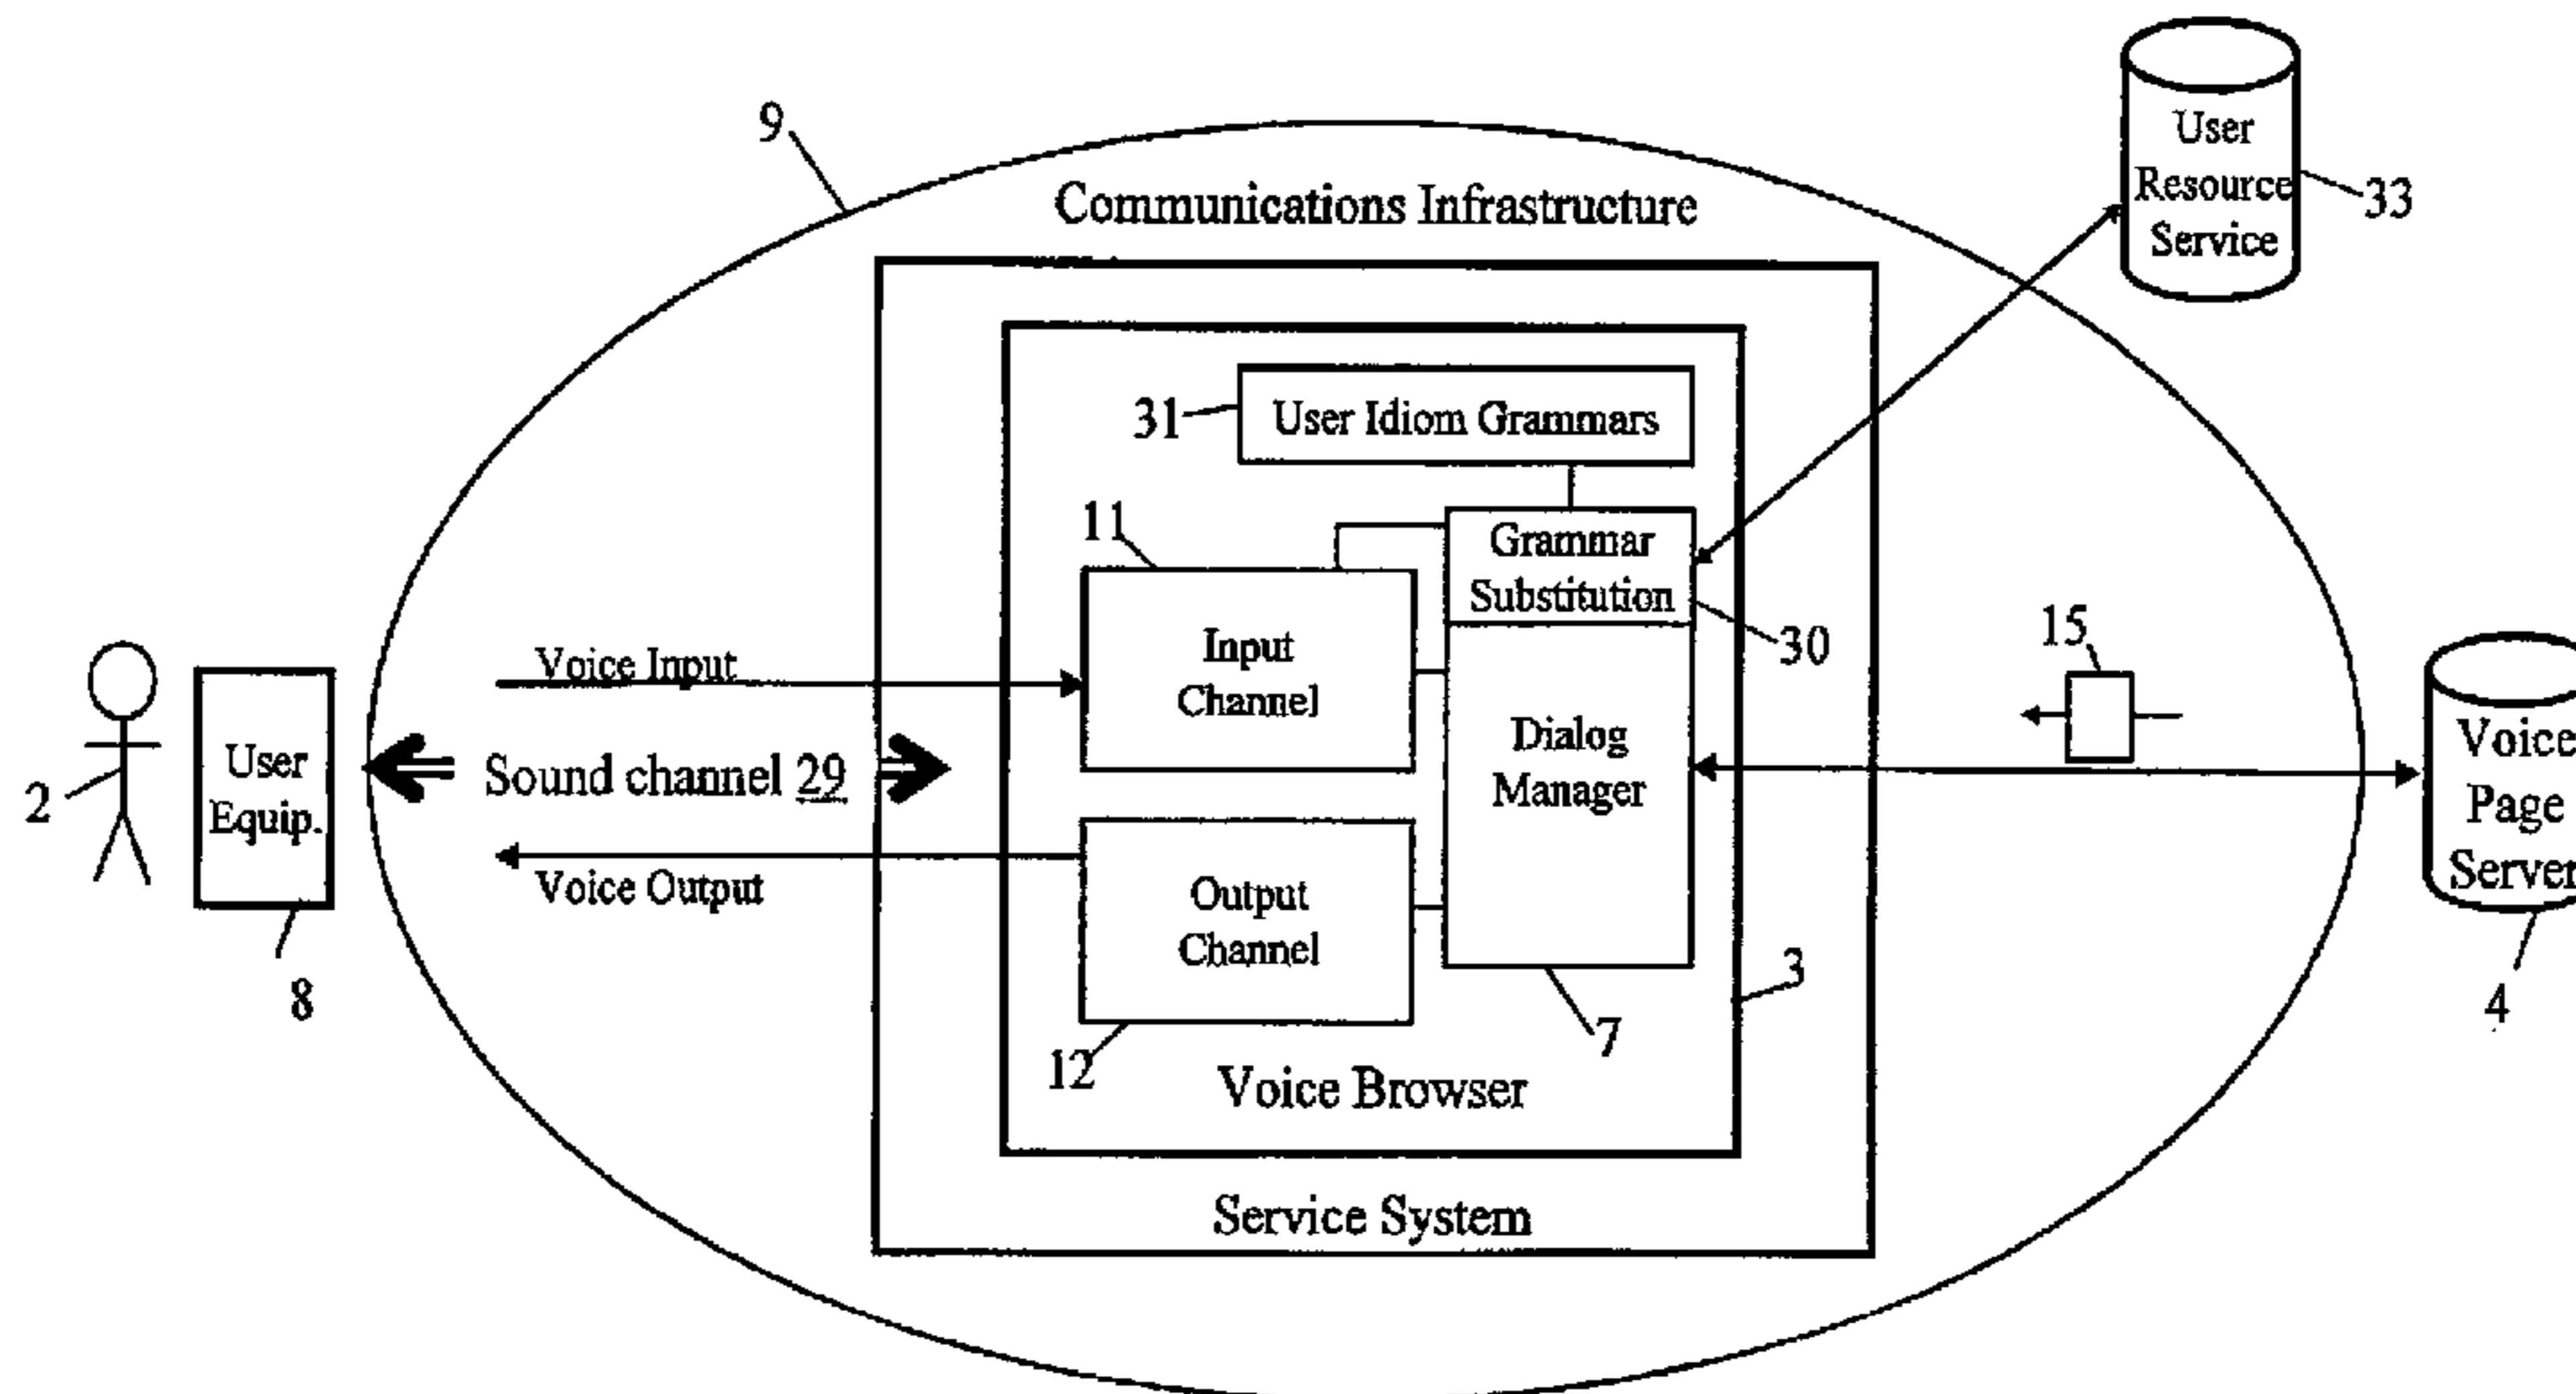 9
Communications Infrastructure
User
Resource
Service
33
31
User Idiom Grammars
11
Grammar
Substitution
30
Input
Channel
Voice Input
15
User
Equip.
2
8
Sound channel 29
Dialog
Manager
Voice
Page
Server
4
Voice Output
Output
Channel
3
7
12
Voice Browser
Service System